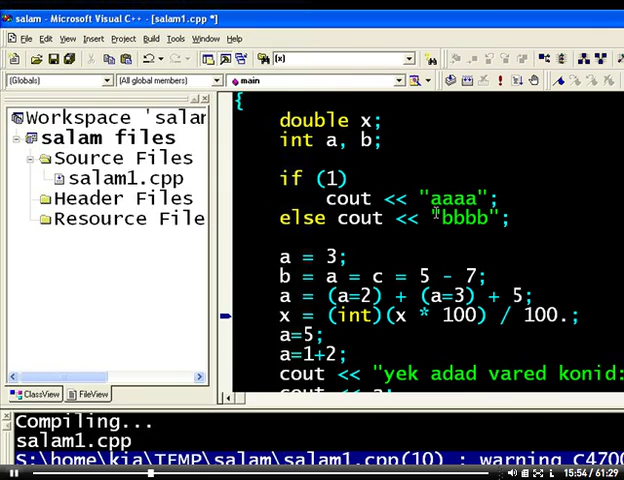 salam - Microsoft Visual C++ - [salam1.cpp *]
File Edit View Insert Project Build Tools Window Help
(Globals) (All global members) main
Workspace 'salam
salam files
Source Files
salam1.cpp
Header Files
Resource File
ClassView FileView
{
double x;
int a, b;
if (1)
cout << "aaaa";
else cout << "bbbb";
a = 3;
b = a = c = 5 - 7;
a = (a=2) + (a=3) + 5;
x = (int)(x * 100) / 100.;
a=5;
a=1+2;
cout << "yek adad vared konid:
cout << a;
Compiling...
salam1.cpp
S:\home\kia\TEMP\salam\salam1.cpp(10) : warning C4700
15:54 / 61:29